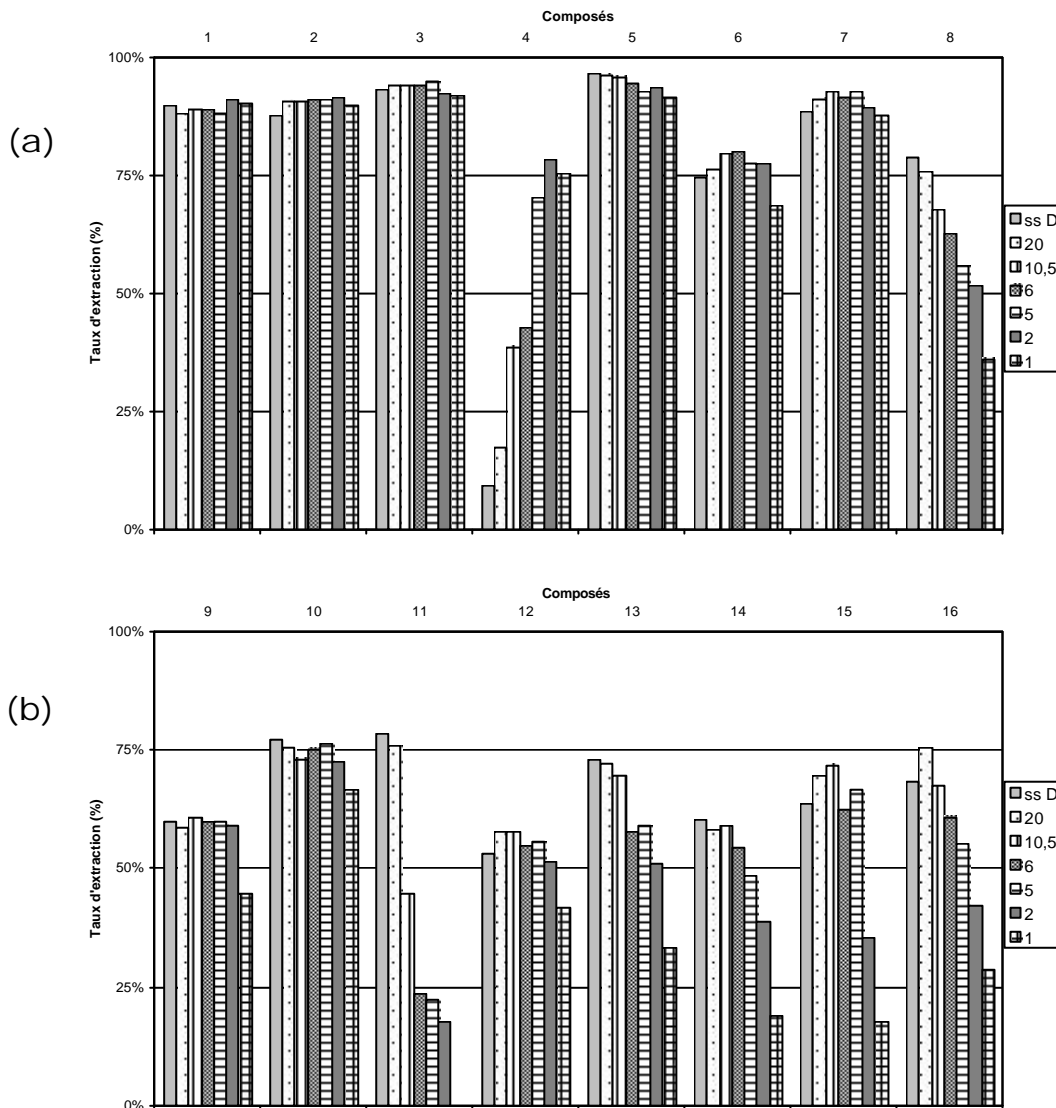 Composés
1 2 3 4 5 6 7 8
(a)
Taux d'extraction (%)
100%
75%
50%
25%
0%
ss D
20
10,5
6
5
2
1
Composés
9 10 11 12 13 14 15 16
(b)
Taux d'extraction (%)
100%
75%
50%
25%
0%
ss D
20
10,5
6
5
2
1